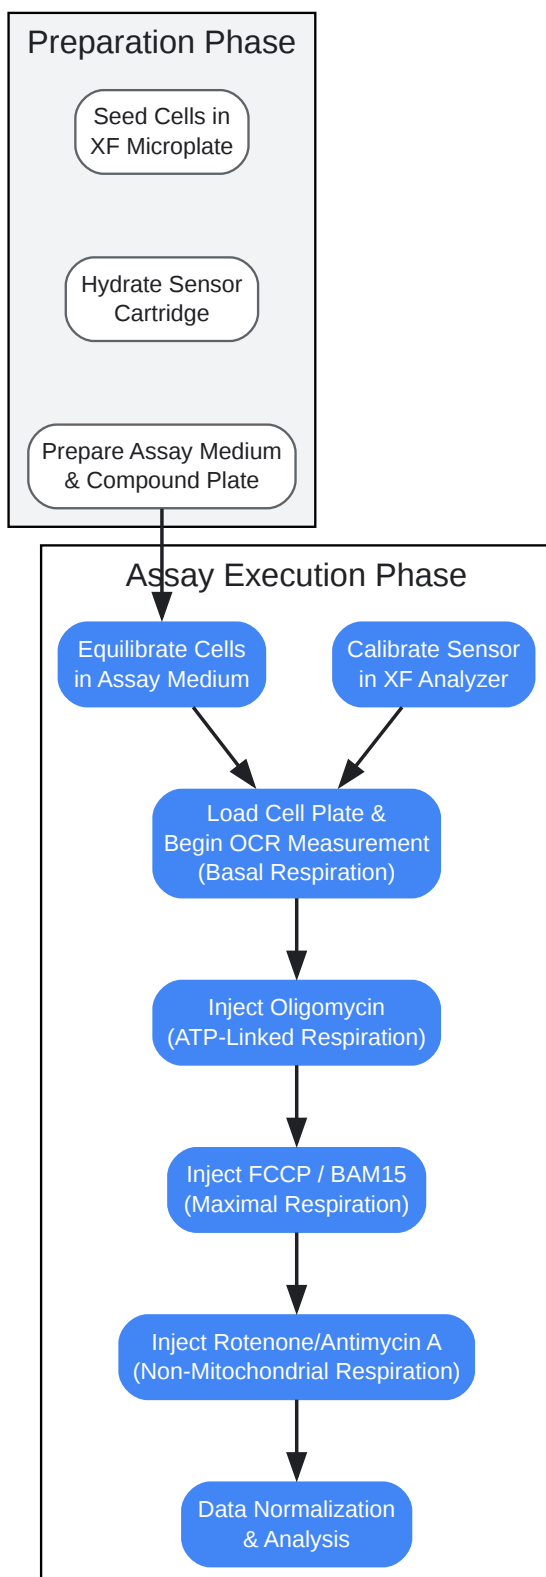 Preparation Phase
Seed Cells in
XF Microplate
Hydrate Sensor
Cartridge
Prepare Assay Medium
& Compound Plate
Assay Execution Phase
Equilibrate Cells
in Assay Medium
Calibrate Sensor
in XF Analyzer
Load Cell Plate &
Begin OCR Measurement
(Basal Respiration)
Inject Oligomycin
(ATP-Linked Respiration)
Inject FCCP / BAM15
(Maximal Respiration)
Inject Rotenone/Antimycin A
(Non-Mitochondrial Respiration)
Data Normalization
& Analysis